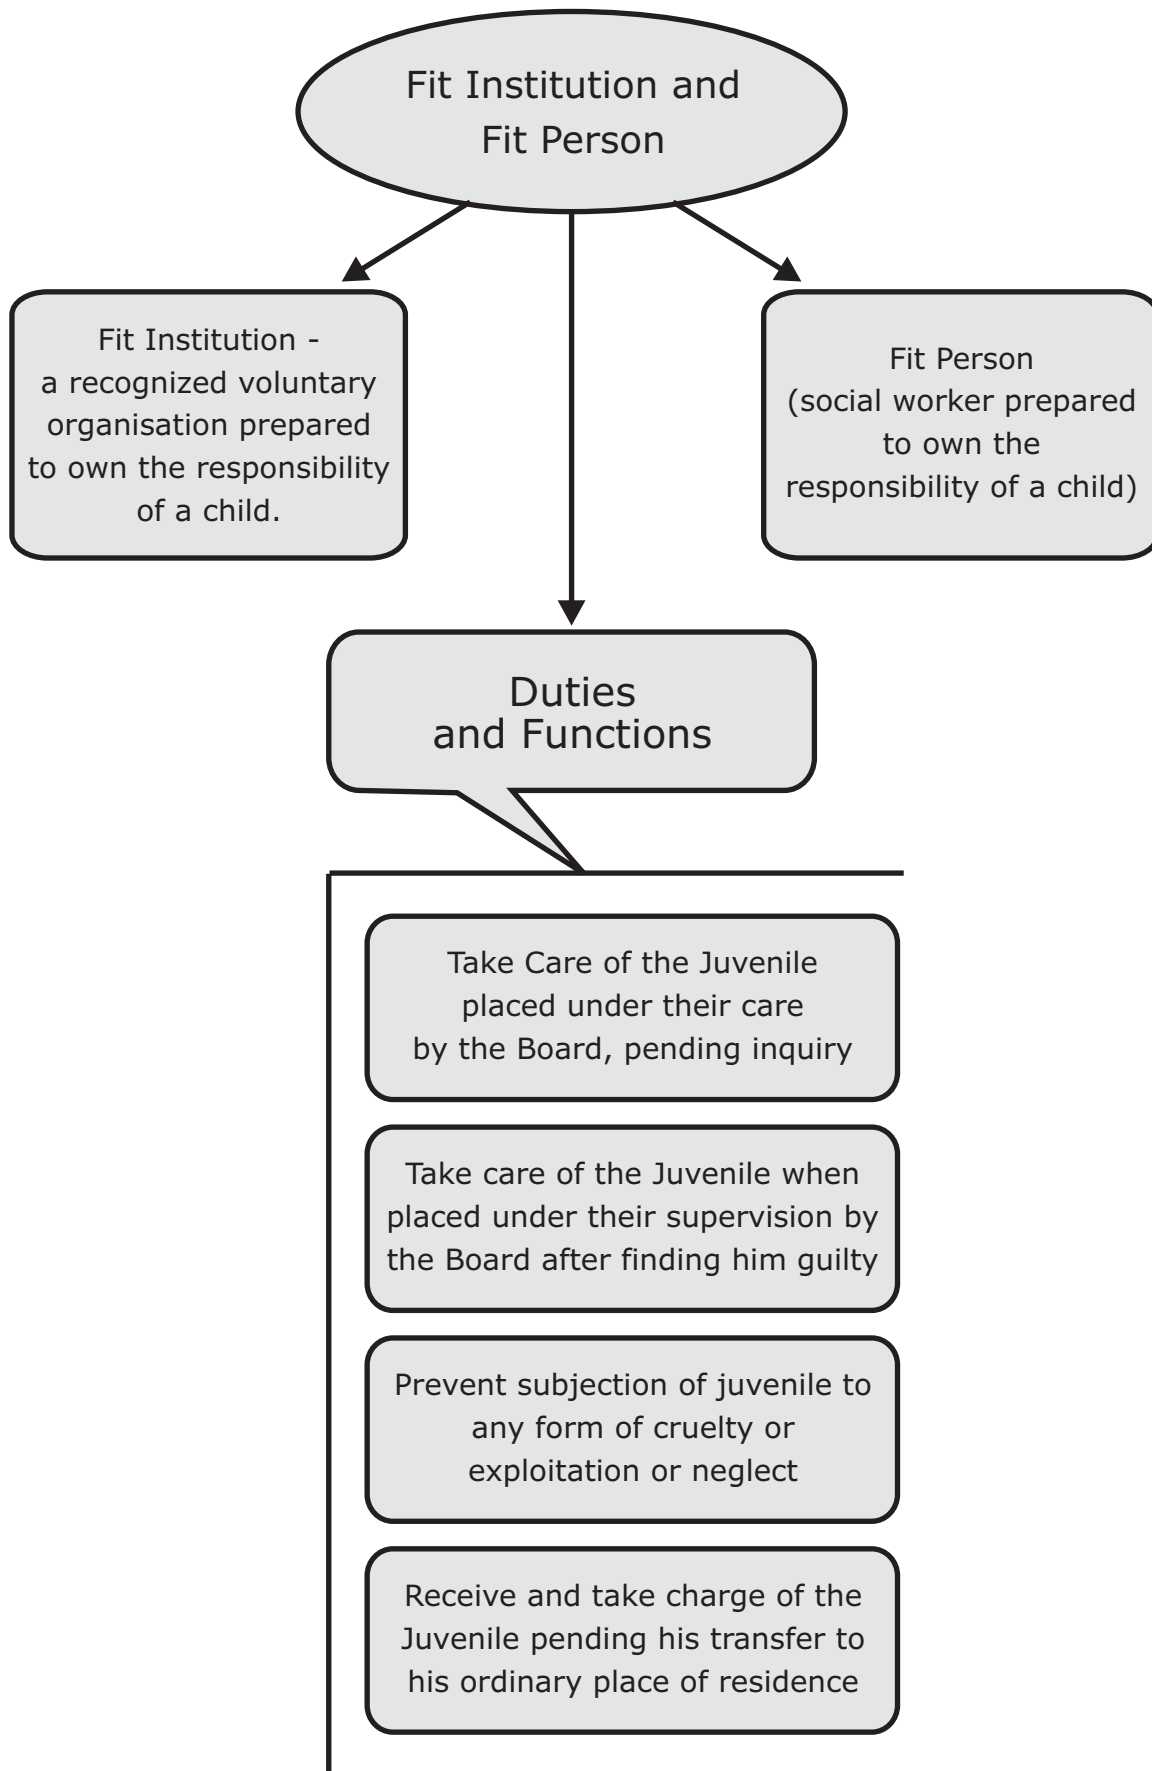 Fit Institution and
Fit Person
Fit Institution -
a recognized voluntary
organisation prepared
to own the responsibility
of a child.
Fit Person
(social worker prepared
to own the
responsibility of a child)
Duties
and Functions
Take Care of the Juvenile
placed under their care
by the Board, pending inquiry
Take care of the Juvenile when
placed under their supervision by
the Board after finding him guilty
Prevent subjection of juvenile to
any form of cruelty or
exploitation or neglect
Receive and take charge of the
Juvenile pending his transfer to
his ordinary place of residence